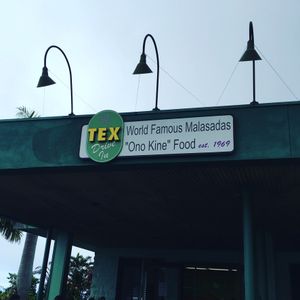 TEX
Drive In
World Famous Malasadas
"Ono Kine" Food est. 1969